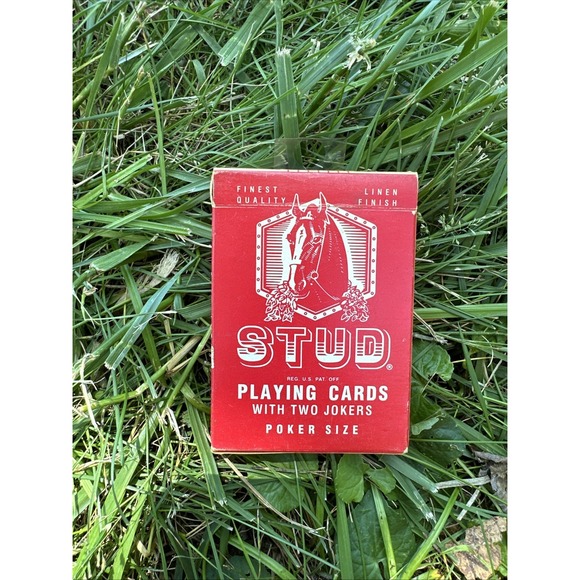 FINEST LINEN
QUALITY FINISH
STUD®
REG. U.S. PAT. OFF
PLAYING CARDS
WITH TWO JOKERS
POKER SIZE